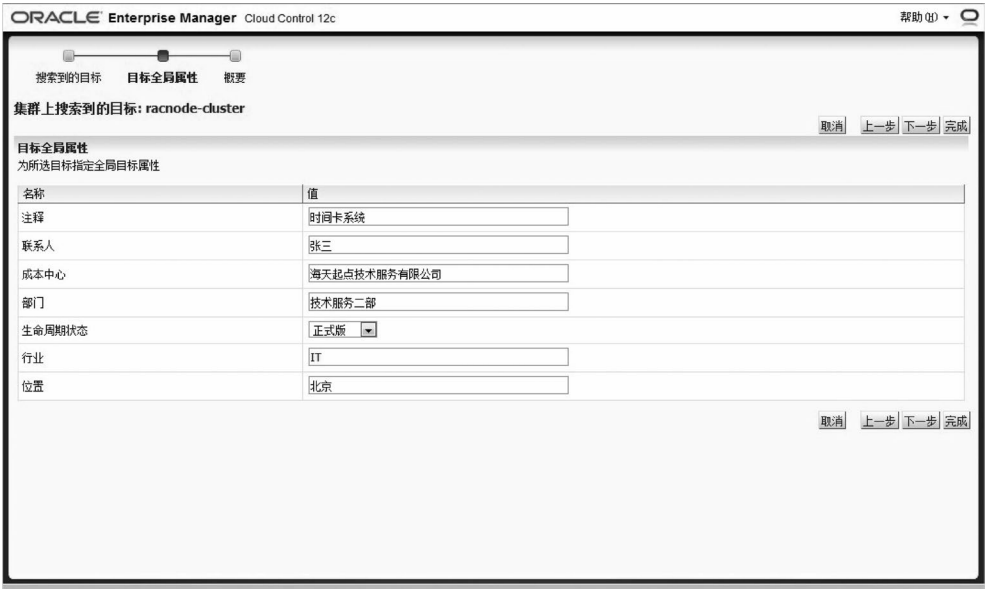 ORACLE Enterprise Manager Cloud Control 12c 帮助(H)
搜索到的目标 目标全局属性 概要
集群上搜索到的目标: racnode-cluster
取消 上一步 下一步 完成
目标全局属性
为所选目标指定全局目标属性
名称 值
注释 时间卡系统
联系人 张三
成本中心 海天起点技术服务有限公司
部门 技术服务二部
生命周期状态 正式版
行业 IT
位置 北京
取消 上一步 下一步 完成